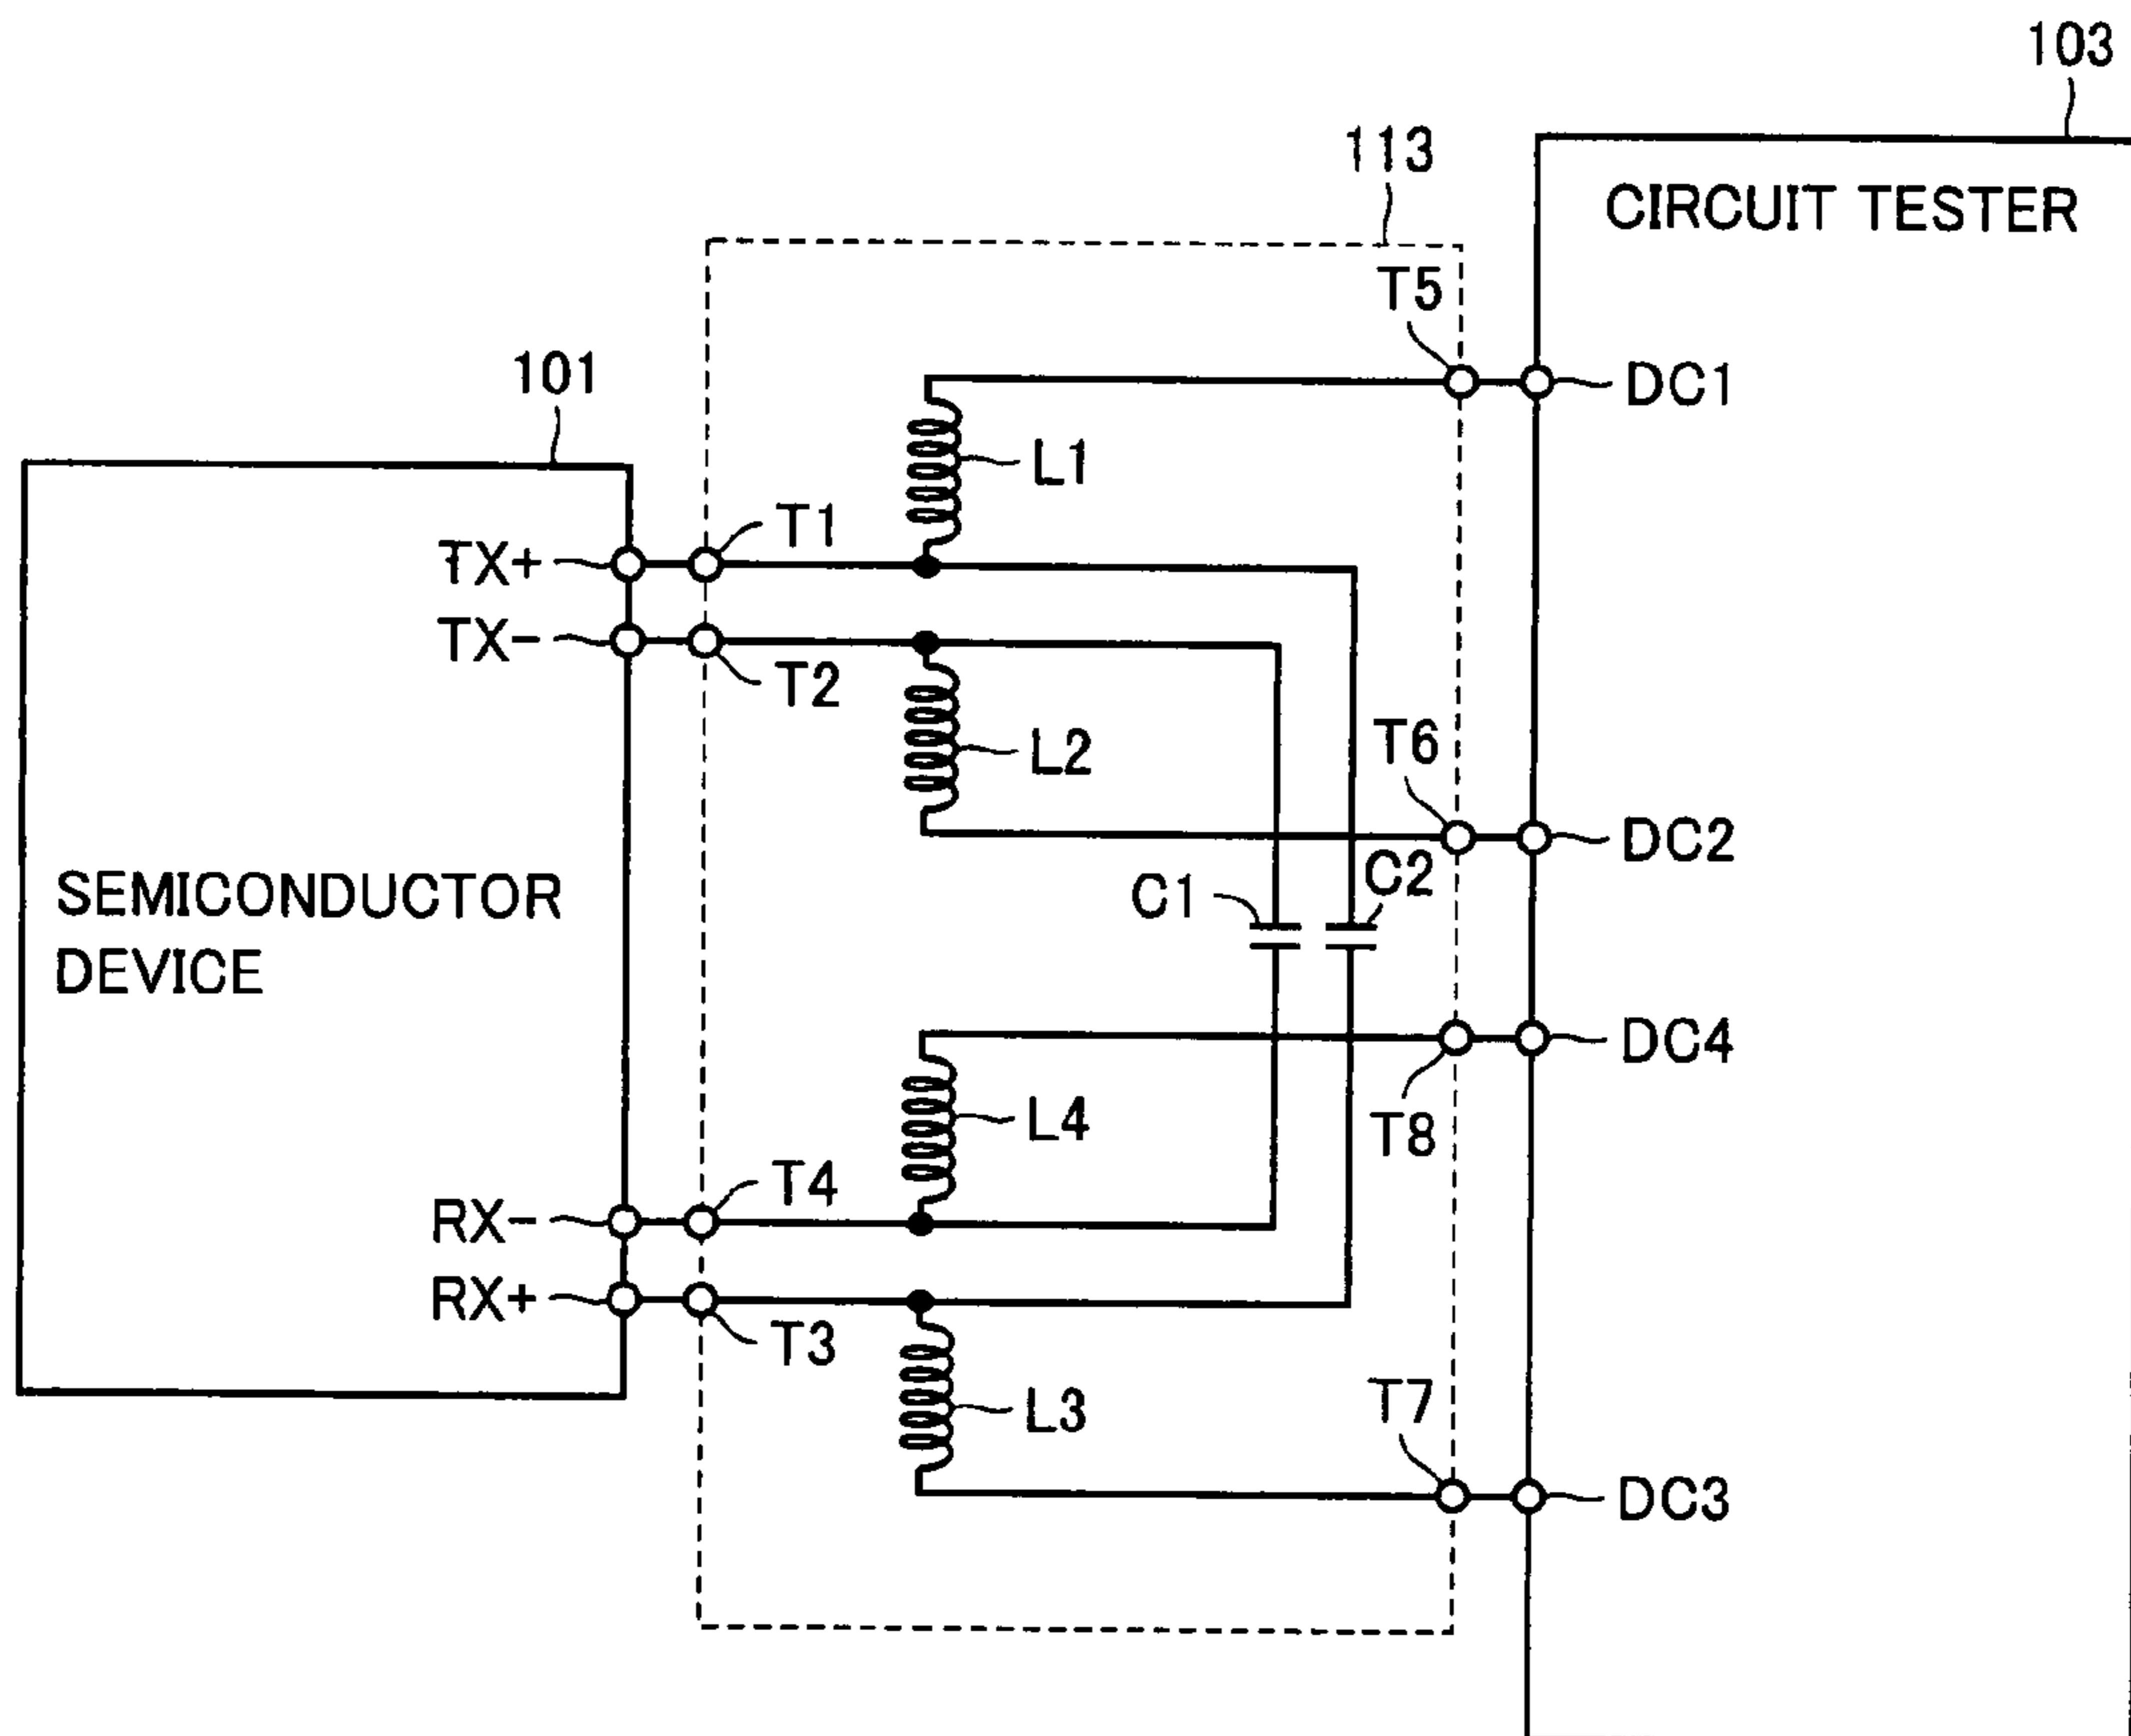 103
113
CIRCUIT TESTER
T5
101
DC1
L1
T1
TX+
TX-
T2
L2
T6
DC2
C2
C1
SEMICONDUCTOR
DEVICE
DC4
L4
T8
T4
RX-
RX+
T3
L3
T7
DC3